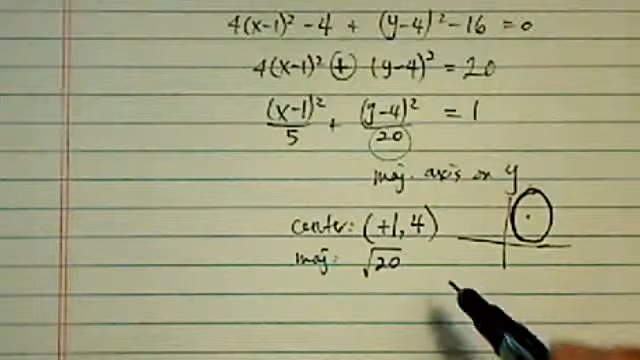 4(x-1)² - 4 + (y-4)² - 16 = 0
4(x-1)² + (y-4)² = 20
(x-1)²/5 + (y-4)²/20 = 1
maj. axis on y
center: (+1, 4)
maj: √20